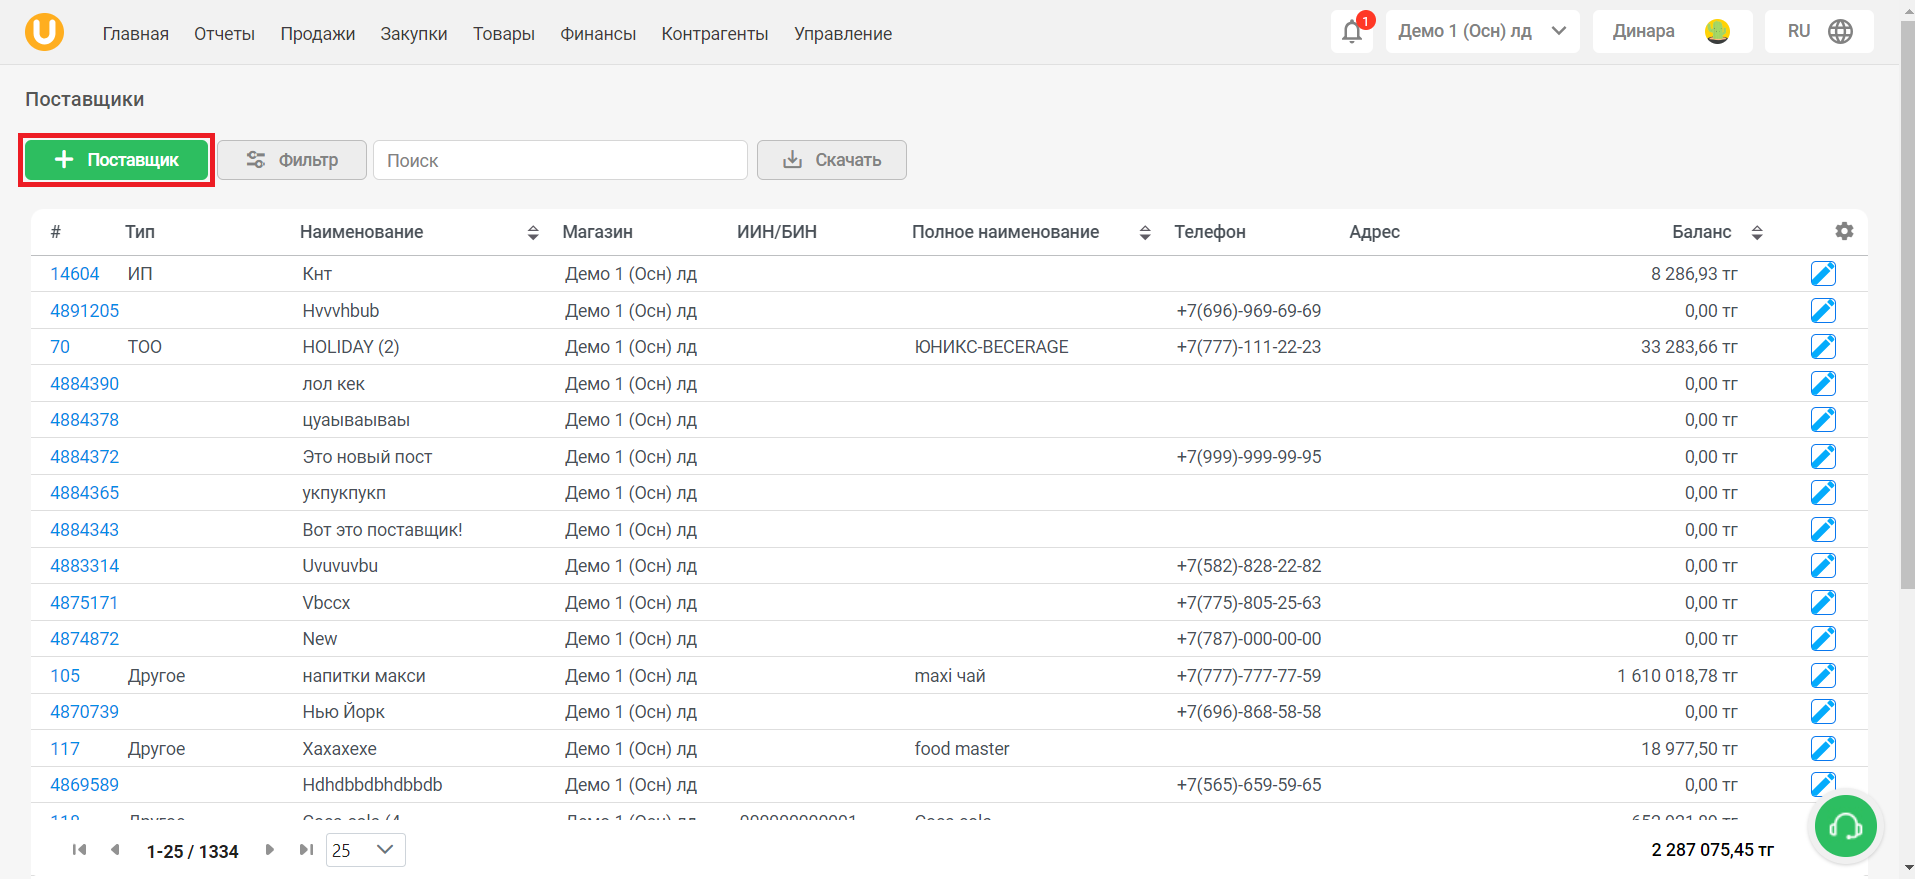 Главная Отчеты Продажи Закупки Товары Финансы Контрагенты Управление 1 Демо 1 (Осн) лд Динара RU
Поставщики
Поставщик Фильтр Поиск Скачать
# Тип Наименование Магазин ИИН/БИН Полное наименование Телефон Адрес Баланс
14604 ИП Кнт Демо 1 (Осн) лд 8 286,93 тг
4891205 Hvvvhbub Демо 1 (Осн) лд +7(696)-969-69-69 0,00 тг
70 ТОО HOLIDAY (2) Демо 1 (Осн) лд ЮНИКС-BECERAGE +7(777)-111-22-23 33 283,66 тг
4884390 лол кек Демо 1 (Осн) лд 0,00 тг
4884378 цуаываываы Демо 1 (Осн) лд 0,00 тг
4884372 Это новый пост Демо 1 (Осн) лд +7(999)-999-99-95 0,00 тг
4884365 укпукпукп Демо 1 (Осн) лд 0,00 тг
4884343 Вот это поставщик! Демо 1 (Осн) лд 0,00 тг
4883314 Uvuvuvbu Демо 1 (Осн) лд +7(582)-828-22-82 0,00 тг
4875171 Vbccx Демо 1 (Осн) лд +7(775)-805-25-63 0,00 тг
4874872 New Демо 1 (Осн) лд +7(787)-000-00-00 0,00 тг
105 Другое напитки макси Демо 1 (Осн) лд maxi чай +7(777)-777-77-59 1 610 018,78 тг
4870739 Нью Йорк Демо 1 (Осн) лд +7(696)-868-58-58 0,00 тг
117 Другое Хахахехе Демо 1 (Осн) лд food master 18 977,50 тг
4869589 Hdhdbbdbhdbbdb Демо 1 (Осн) лд +7(565)-659-59-65 0,00 тг
1-25 / 1334 25 2 287 075,45 тг